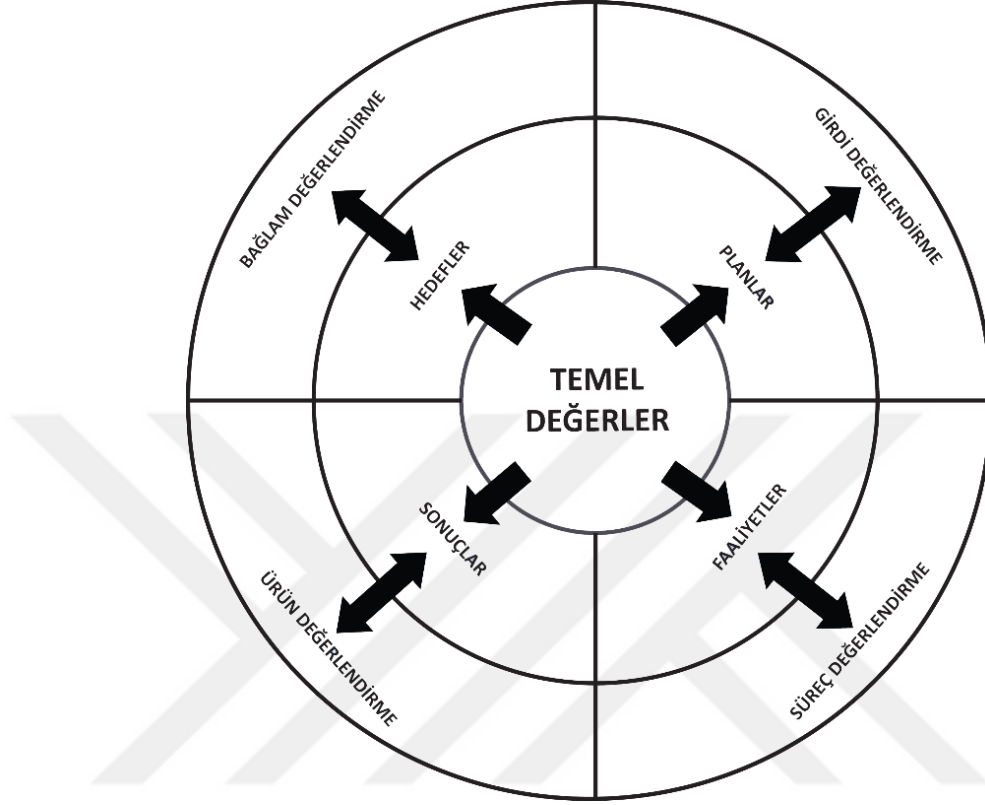 BAĞLAM DEĞERLENDİRME
GİRDİ DEĞERLENDİRME
HEDEFLER
PLANLAR
TEMEL
DEĞERLER
SONUÇLAR
FAALİYETLER
ÜRÜN DEĞERLENDİRME
SÜREÇ DEĞERLENDİRME